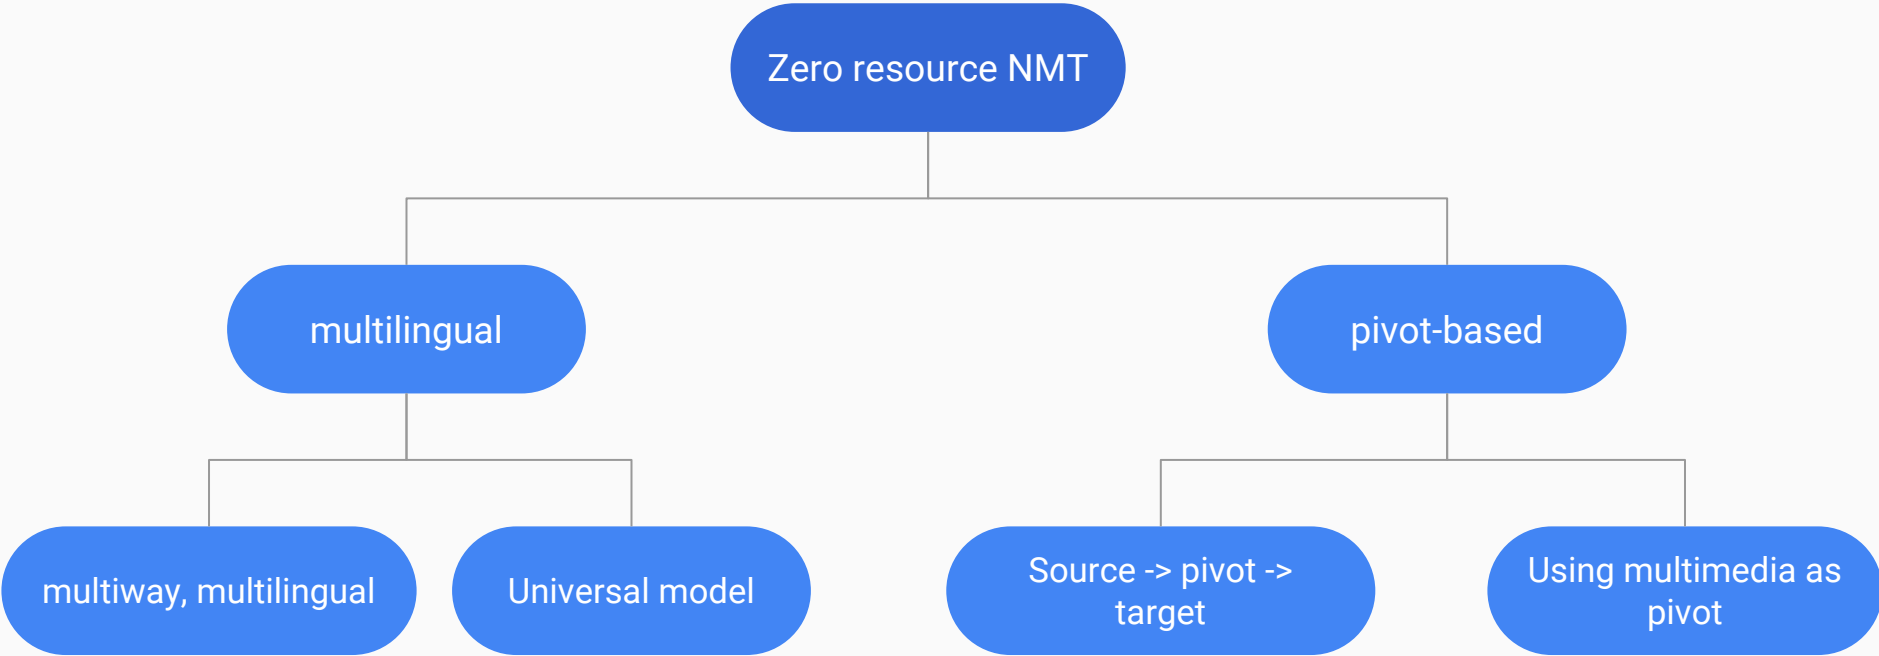 Zero resource NMT
multilingual
pivot-based
multiway, multilingual
Universal model
Source -> pivot ->
target
Using multimedia as
pivot